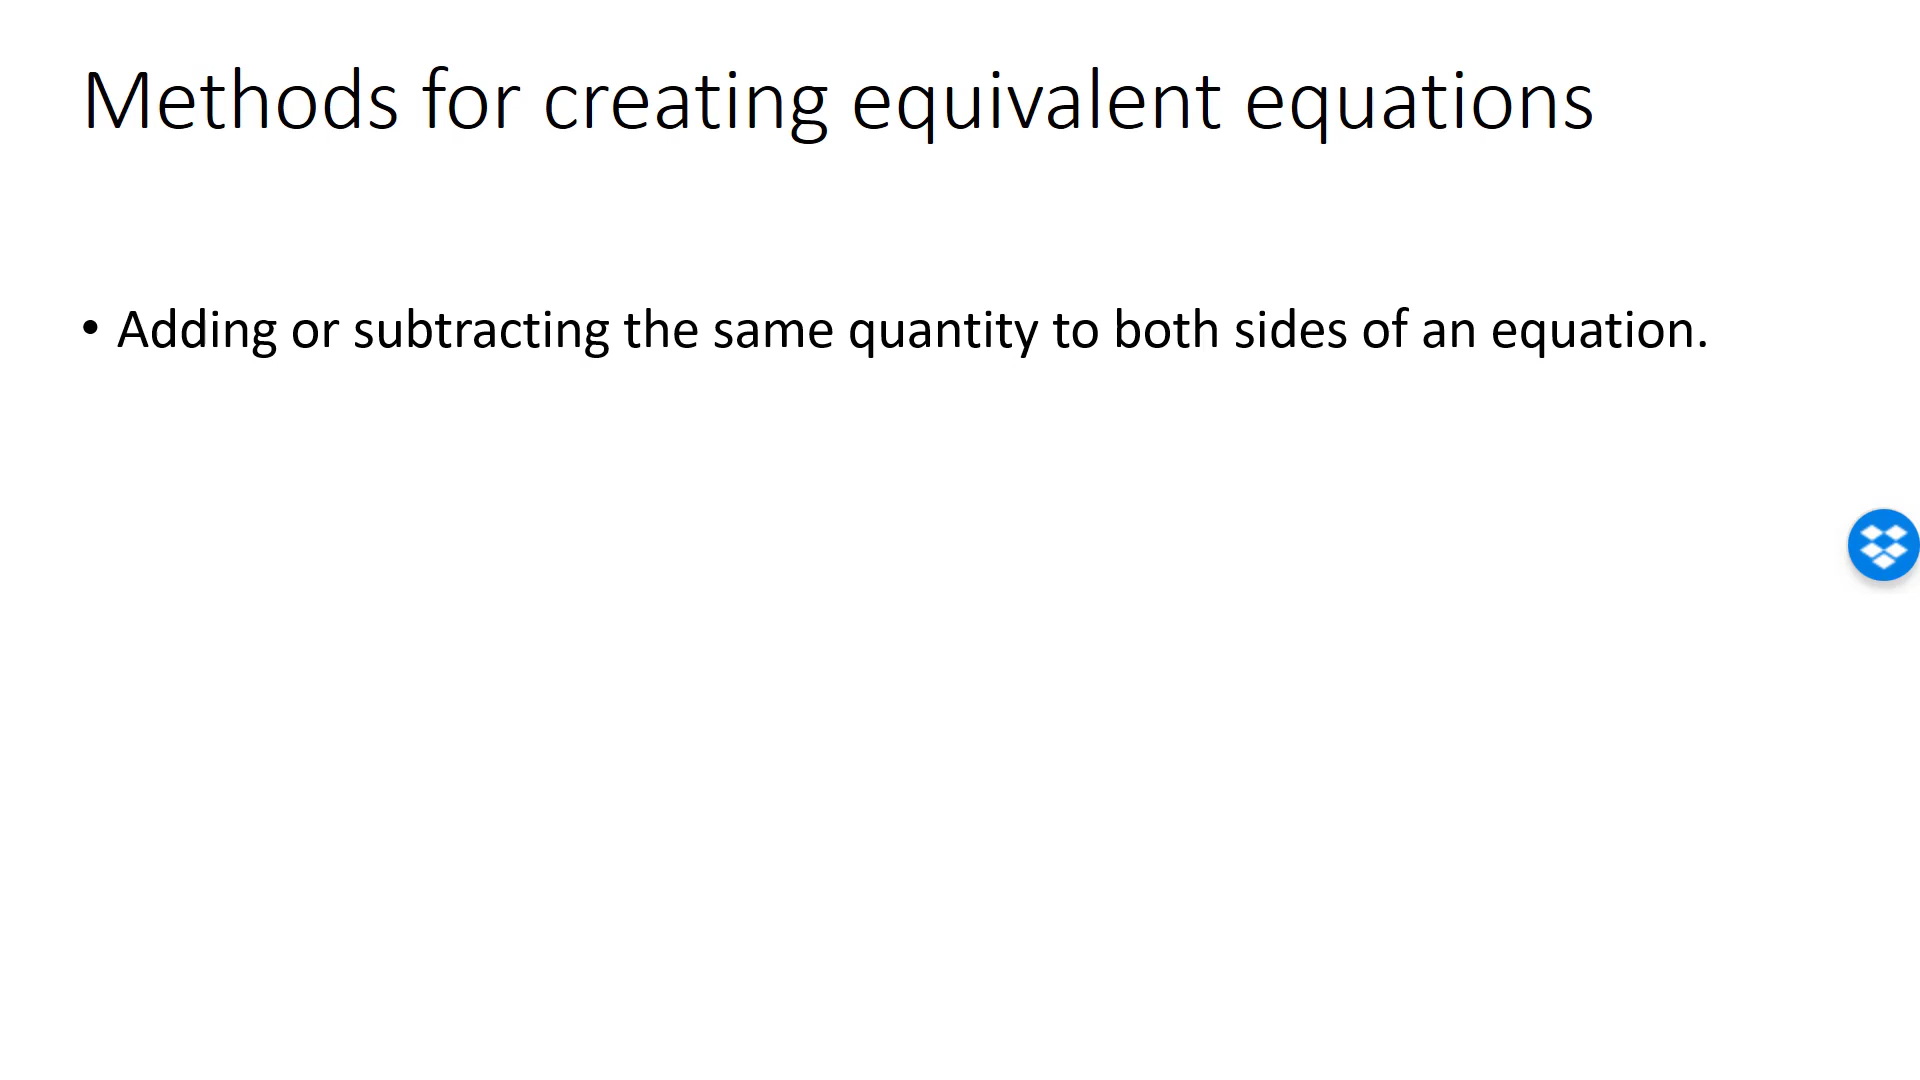 Methods for creating equivalent equations
• Adding or subtracting the same quantity to both sides of an equation.